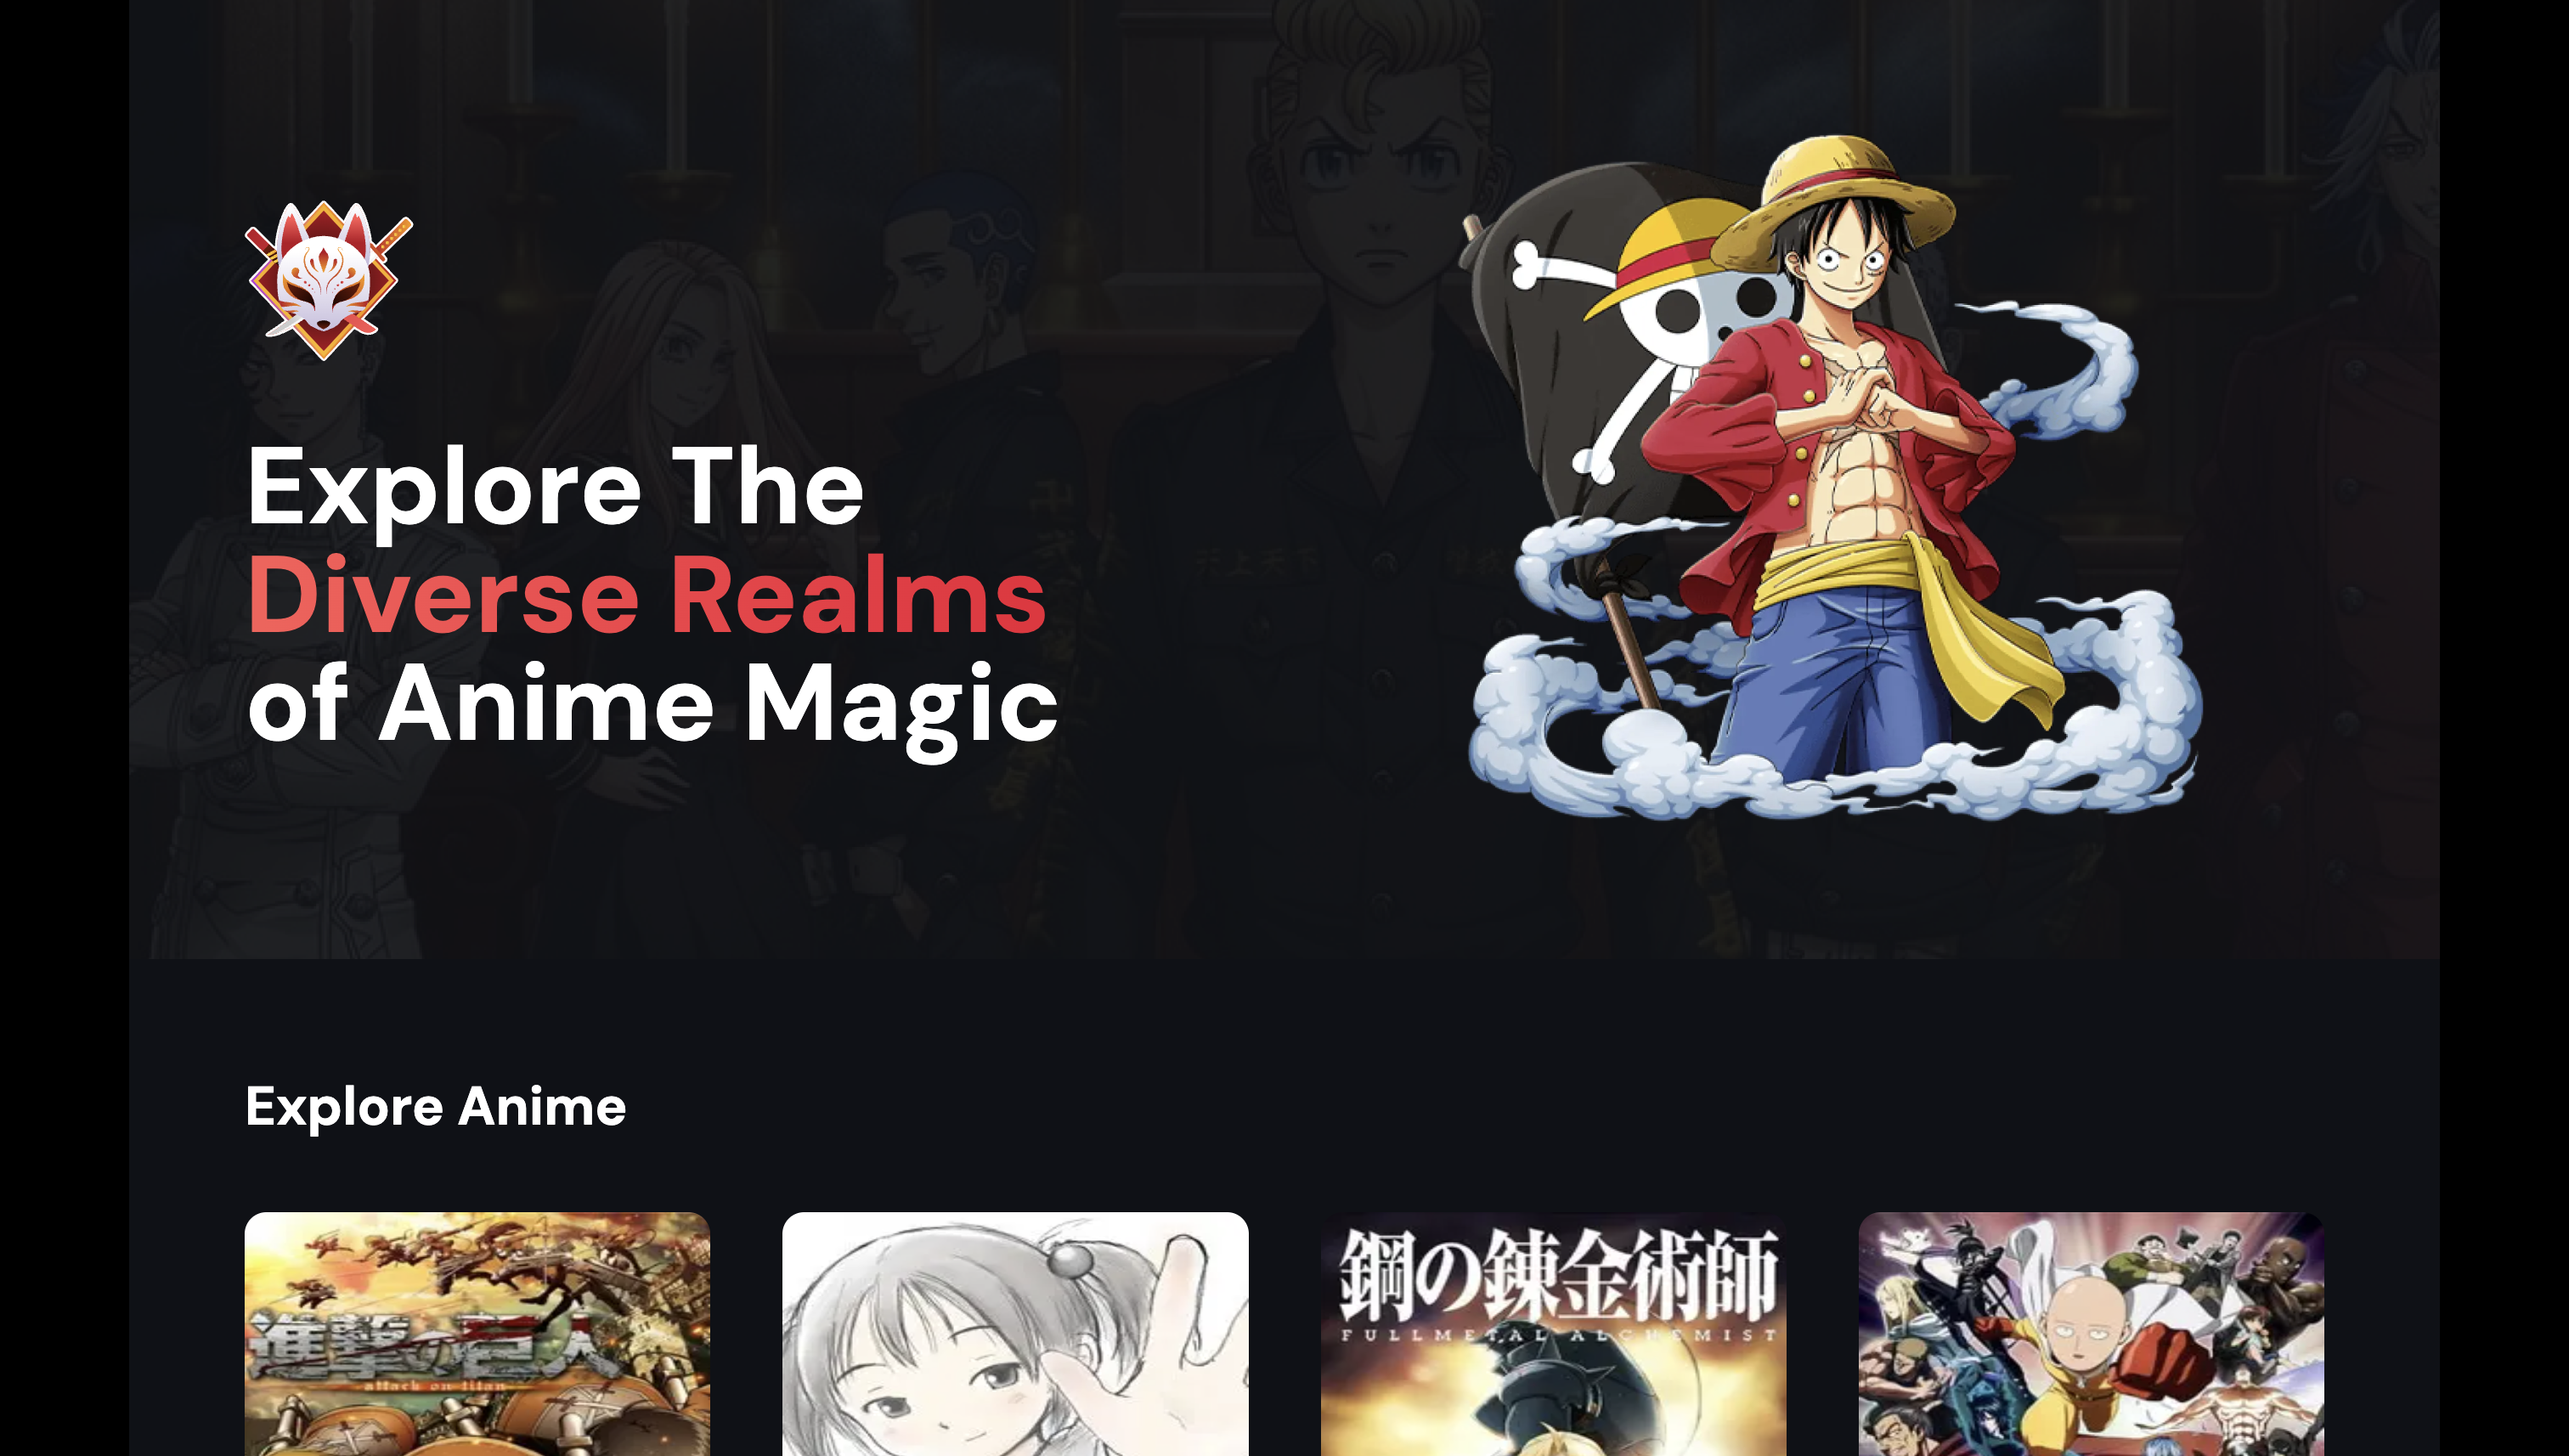 Explore The
Diverse Realms
of Anime Magic
Explore Anime
進撃の巨人
attack on titan
鋼の錬金術師
FULLMETAL ALCHEMIST